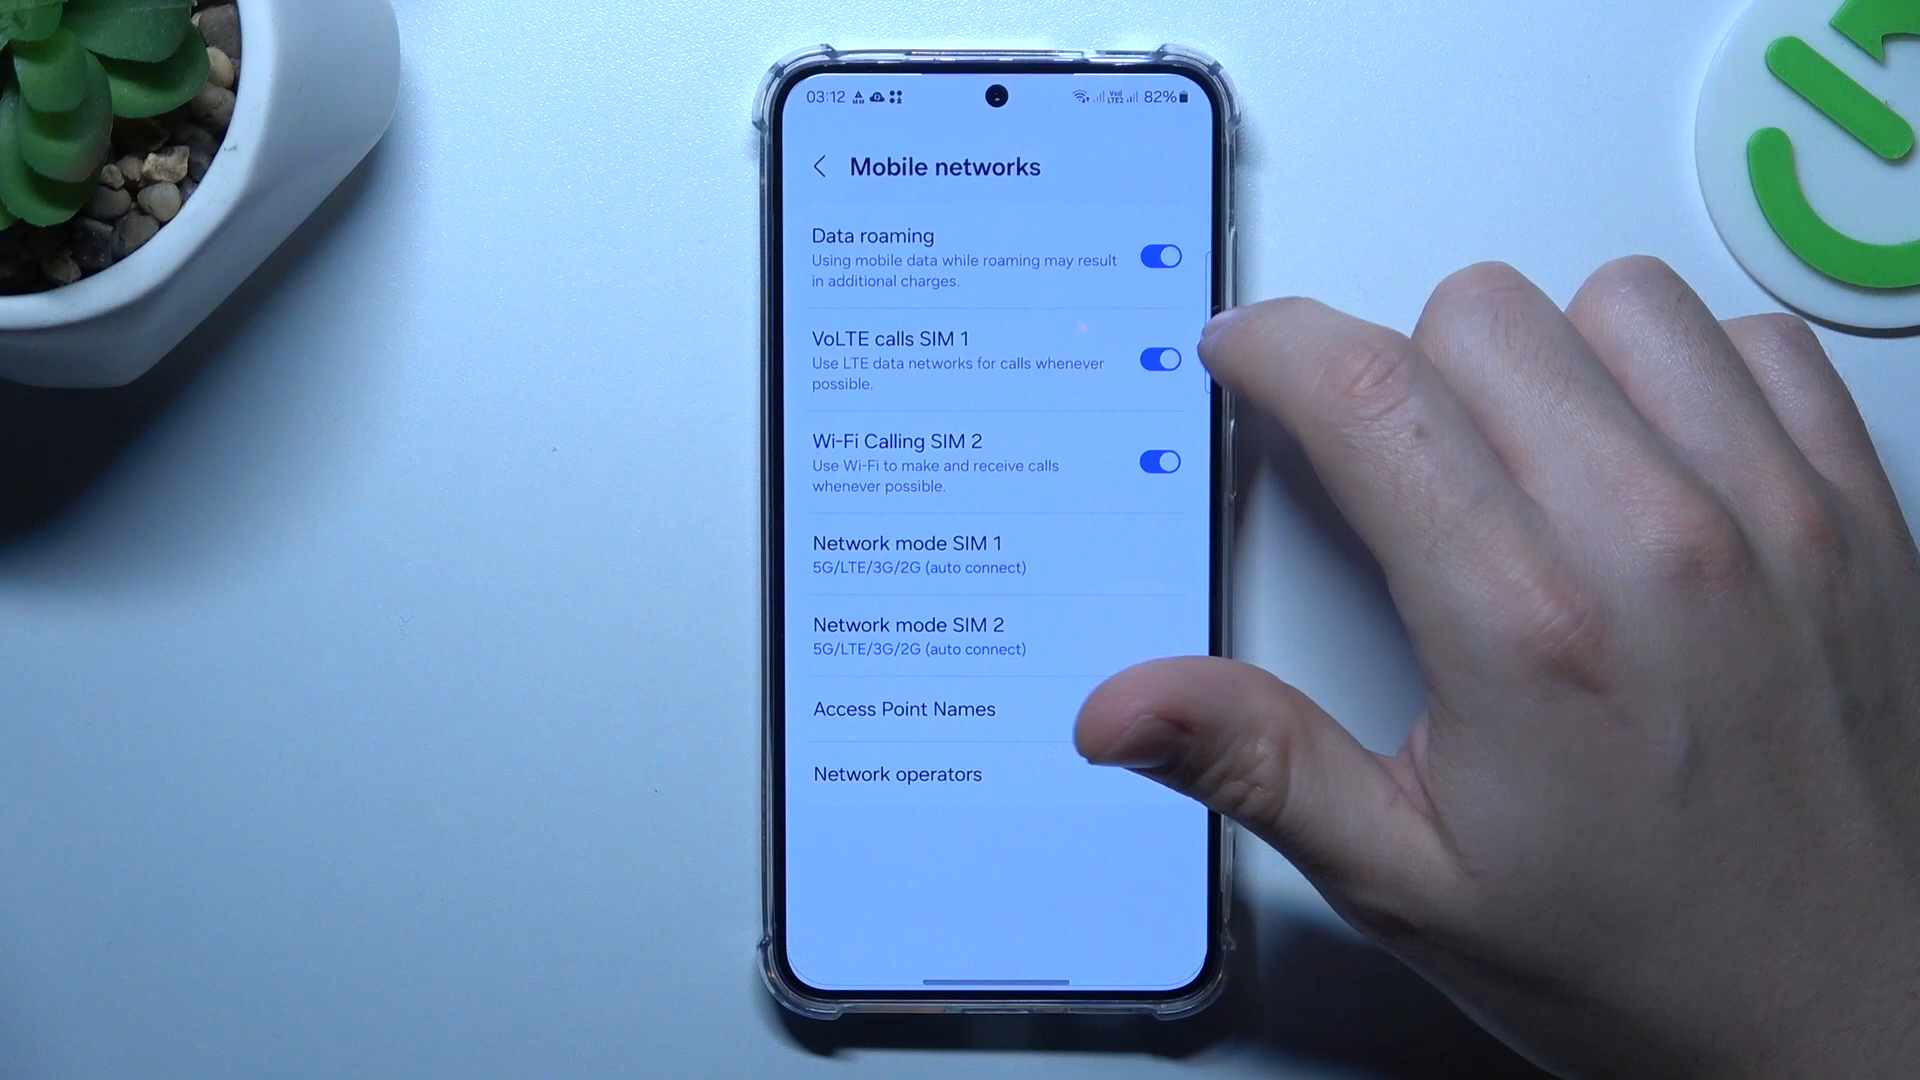 03:12 82%
Mobile networks
Data roaming
Using mobile data while roaming may result
in additional charges.
VoLTE calls SIM 1
Use LTE data networks for calls whenever
possible.
Wi-Fi Calling SIM 2
Use Wi-Fi to make and receive calls
whenever possible.
Network mode SIM 1
5G/LTE/3G/2G (auto connect)
Network mode SIM 2
5G/LTE/3G/2G (auto connect)
Access Point Names
Network operators